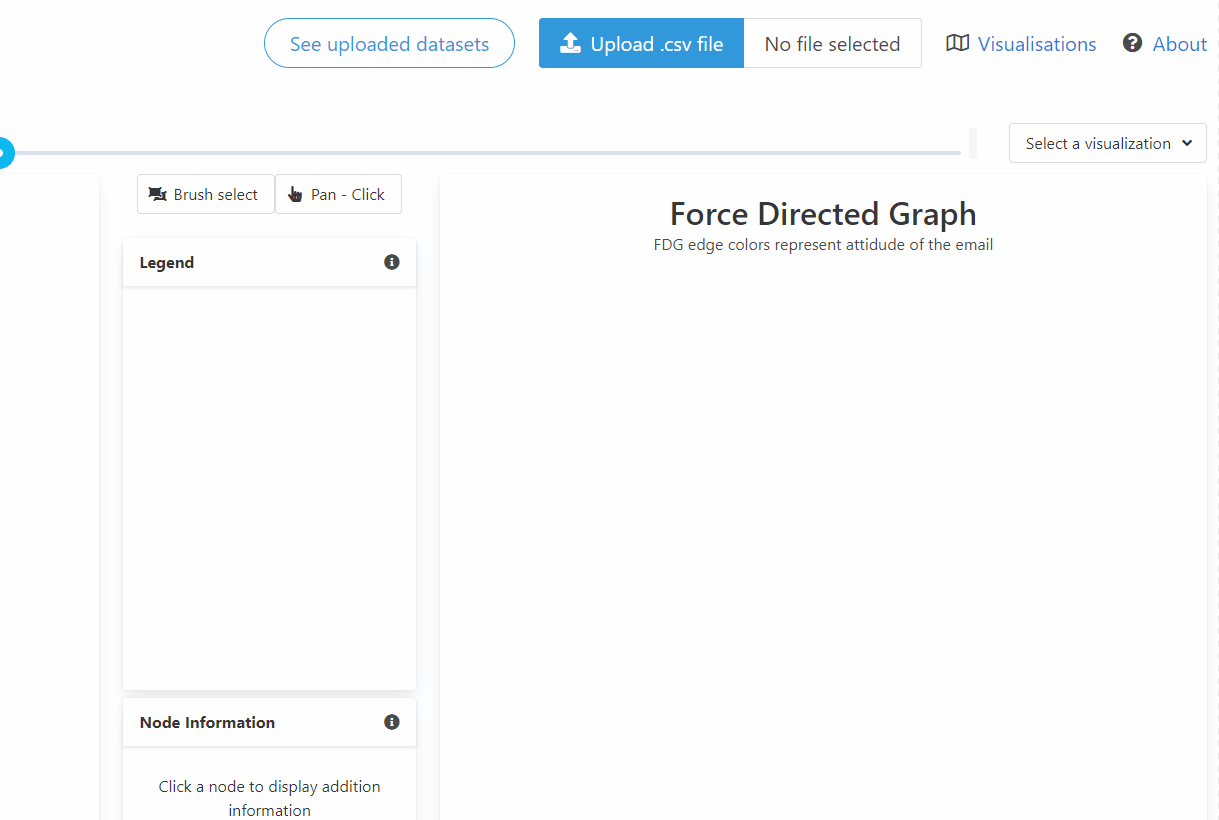 See uploaded datasets
Upload .csv file
No file selected
Visualisations
About
Select a visualization
Brush select
Pan - Click
Legend
Force Directed Graph
FDG edge colors represent attidude of the email
Node Information
Click a node to display addition
information